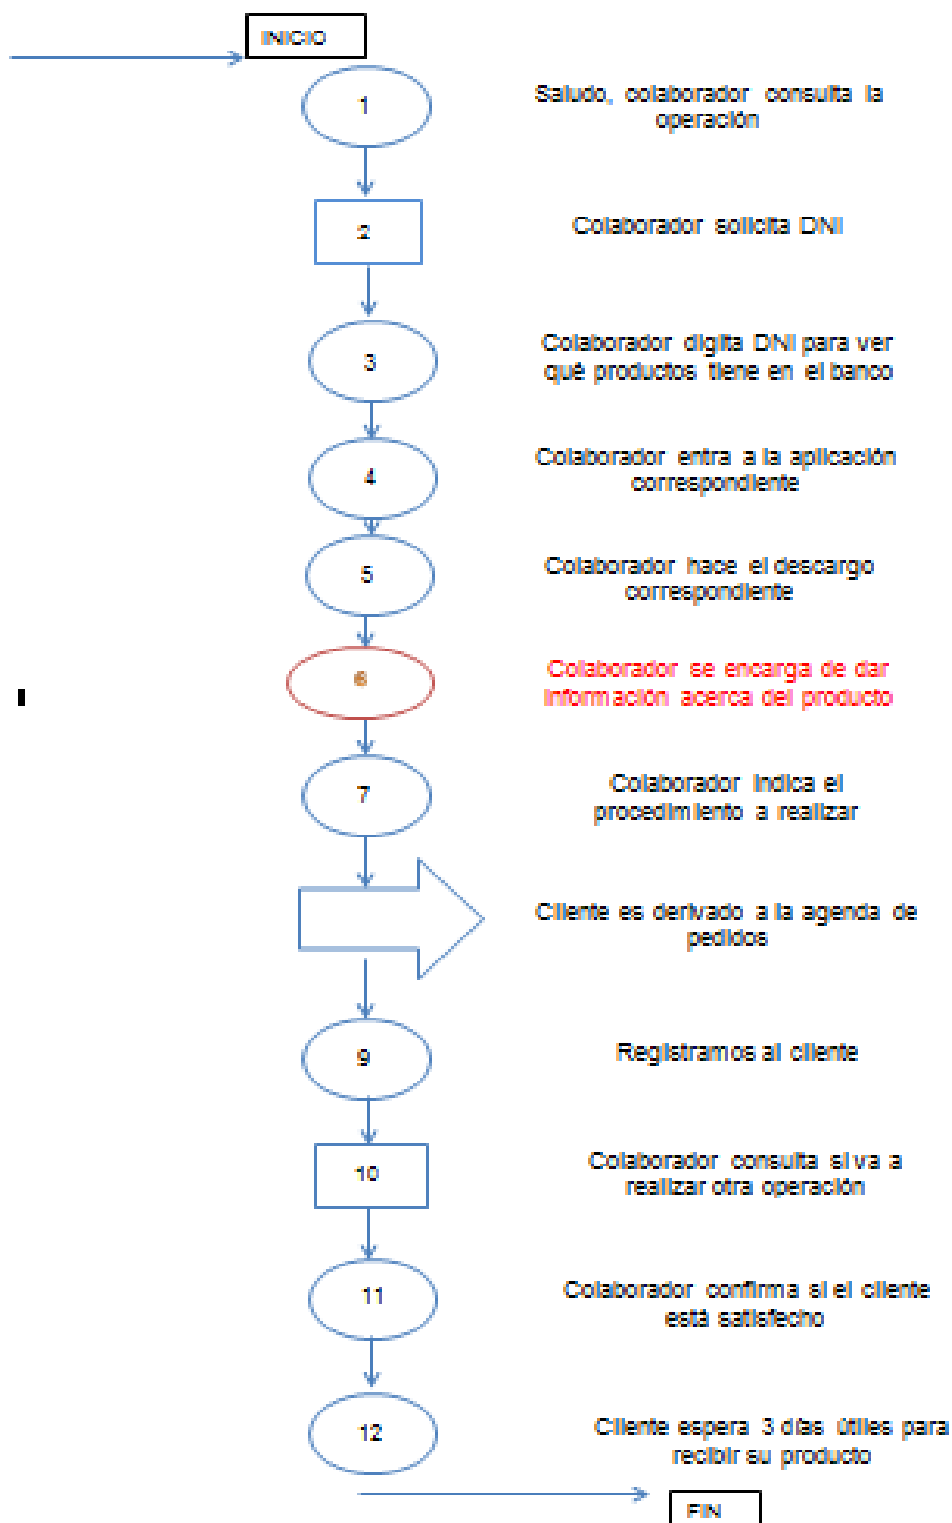 INICIO
1
Saludo, colaborador consulta la
operación
2
Colaborador solicita DNI
3
Colaborador digita DNI para ver
qué productos tiene en el banco
4
Colaborador entra a la aplicación
correspondiente
5
Colaborador hace el descargo
correspondiente
6
Colaborador se encarga de dar
información acerca del producto
7
Colaborador indica el
procedimiento a realizar
Cliente es derivado a la agenda de
pedidos
9
Registramos al cliente
10
Colaborador consulta si va a
realizar otra operación
11
Colaborador confirma si el cliente
está satisfecho
12
Cliente espera 3 días útiles para
recibir su producto
FIN